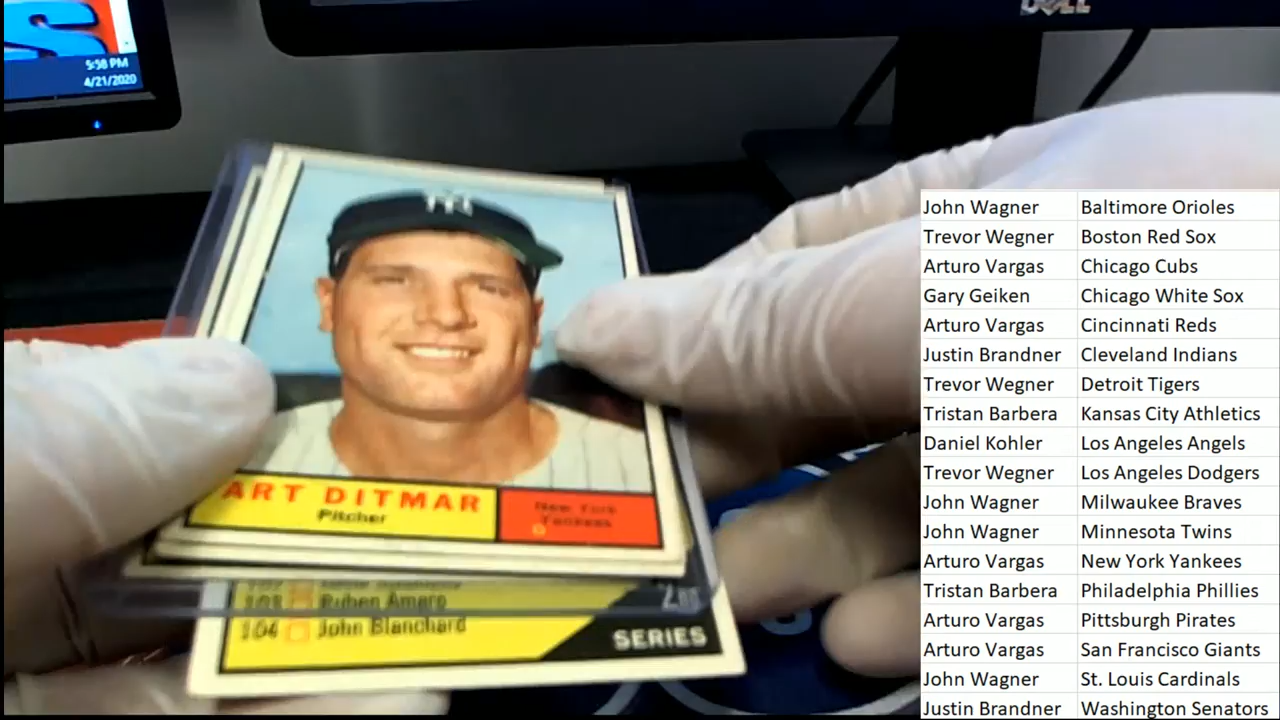 DELL
S
5:58 PM
4/21/2020
NY
ART DITMAR
Pitcher
New York
Yankees
103 Ruben Amaro
104 John Blanchard
2nd
SERIES
John Wagner Baltimore Orioles
Trevor Wegner Boston Red Sox
Arturo Vargas Chicago Cubs
Gary Geiken Chicago White Sox
Arturo Vargas Cincinnati Reds
Justin Brandner Cleveland Indians
Trevor Wegner Detroit Tigers
Tristan Barbera Kansas City Athletics
Daniel Kohler Los Angeles Angels
Trevor Wegner Los Angeles Dodgers
John Wagner Milwaukee Braves
John Wagner Minnesota Twins
Arturo Vargas New York Yankees
Tristan Barbera Philadelphia Phillies
Arturo Vargas Pittsburgh Pirates
Arturo Vargas San Francisco Giants
John Wagner St. Louis Cardinals
Justin Brandner Washington Senators